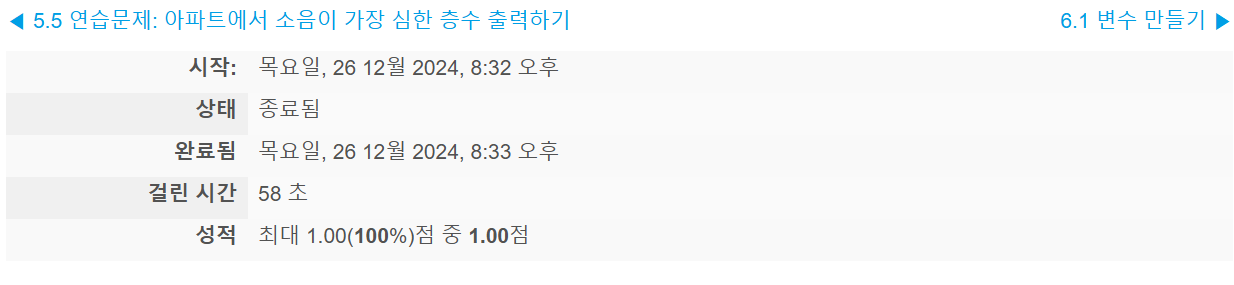 ◀ 5.5 연습문제: 아파트에서 소음이 가장 심한 층수 출력하기 6.1 변수 만들기 ▶
시작: 목요일, 26 12월 2024, 8:32 오후
상태 종료됨
완료됨 목요일, 26 12월 2024, 8:33 오후
걸린 시간 58 초
성적 최대 1.00(100%)점 중 1.00점